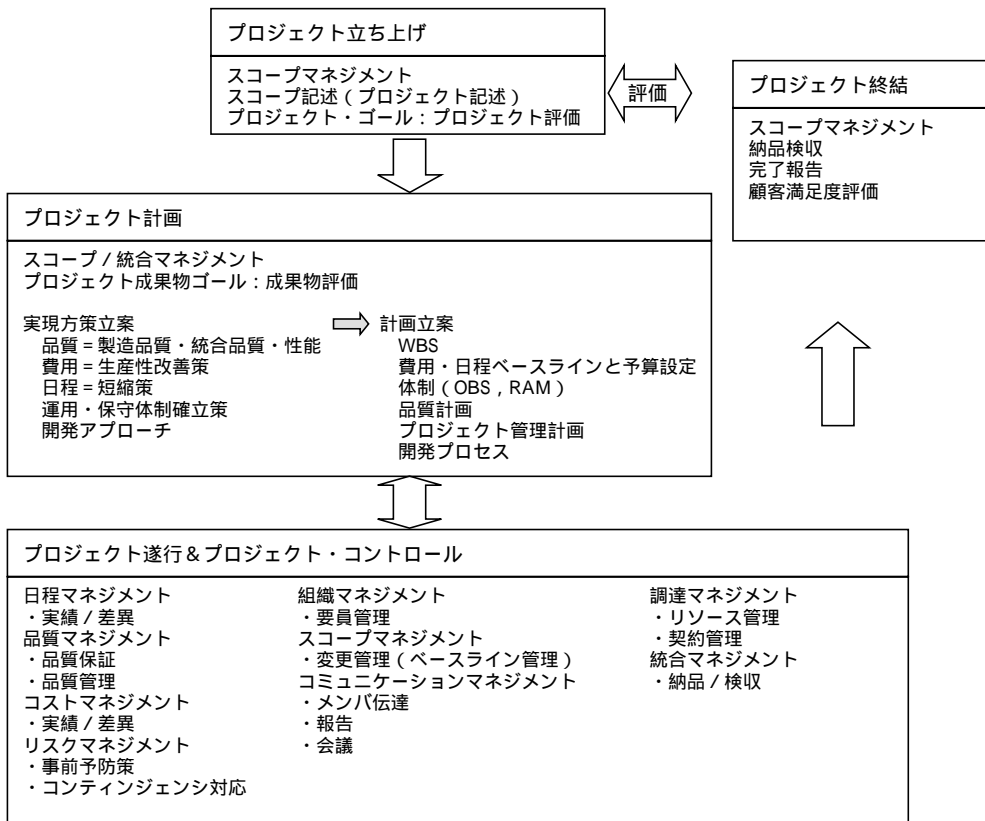 プロジェクト立ち上げ
スコープマネジメント
スコープ記述(プロジェクト記述)
プロジェクト・ゴール:プロジェクト評価
評価
プロジェクト終結
スコープマネジメント
納品検収
完了報告
顧客満足度評価
プロジェクト計画
スコープ/統合マネジメント
プロジェクト成果物ゴール:成果物評価
実現方策立案
品質=製造品質・統合品質・性能
費用=生産性改善策
日程=短縮策
運用・保守体制確立策
開発アプローチ
計画立案
WBS
費用・日程ベースラインと予算設定
体制(OBS,RAM)
品質計画
プロジェクト管理計画
開発プロセス
プロジェクト遂行&プロジェクト・コントロール
日程マネジメント
・実績/差異
品質マネジメント
・品質保証
・品質管理
コストマネジメント
・実績/差異
リスクマネジメント
・事前予防策
・コンティンジェンシ対応
組織マネジメント
・要員管理
スコープマネジメント
・変更管理(ベースライン管理)
コミュニケーションマネジメント
・メンバ伝達
・報告
・会議
調達マネジメント
・リソース管理
・契約管理
統合マネジメント
・納品/検収